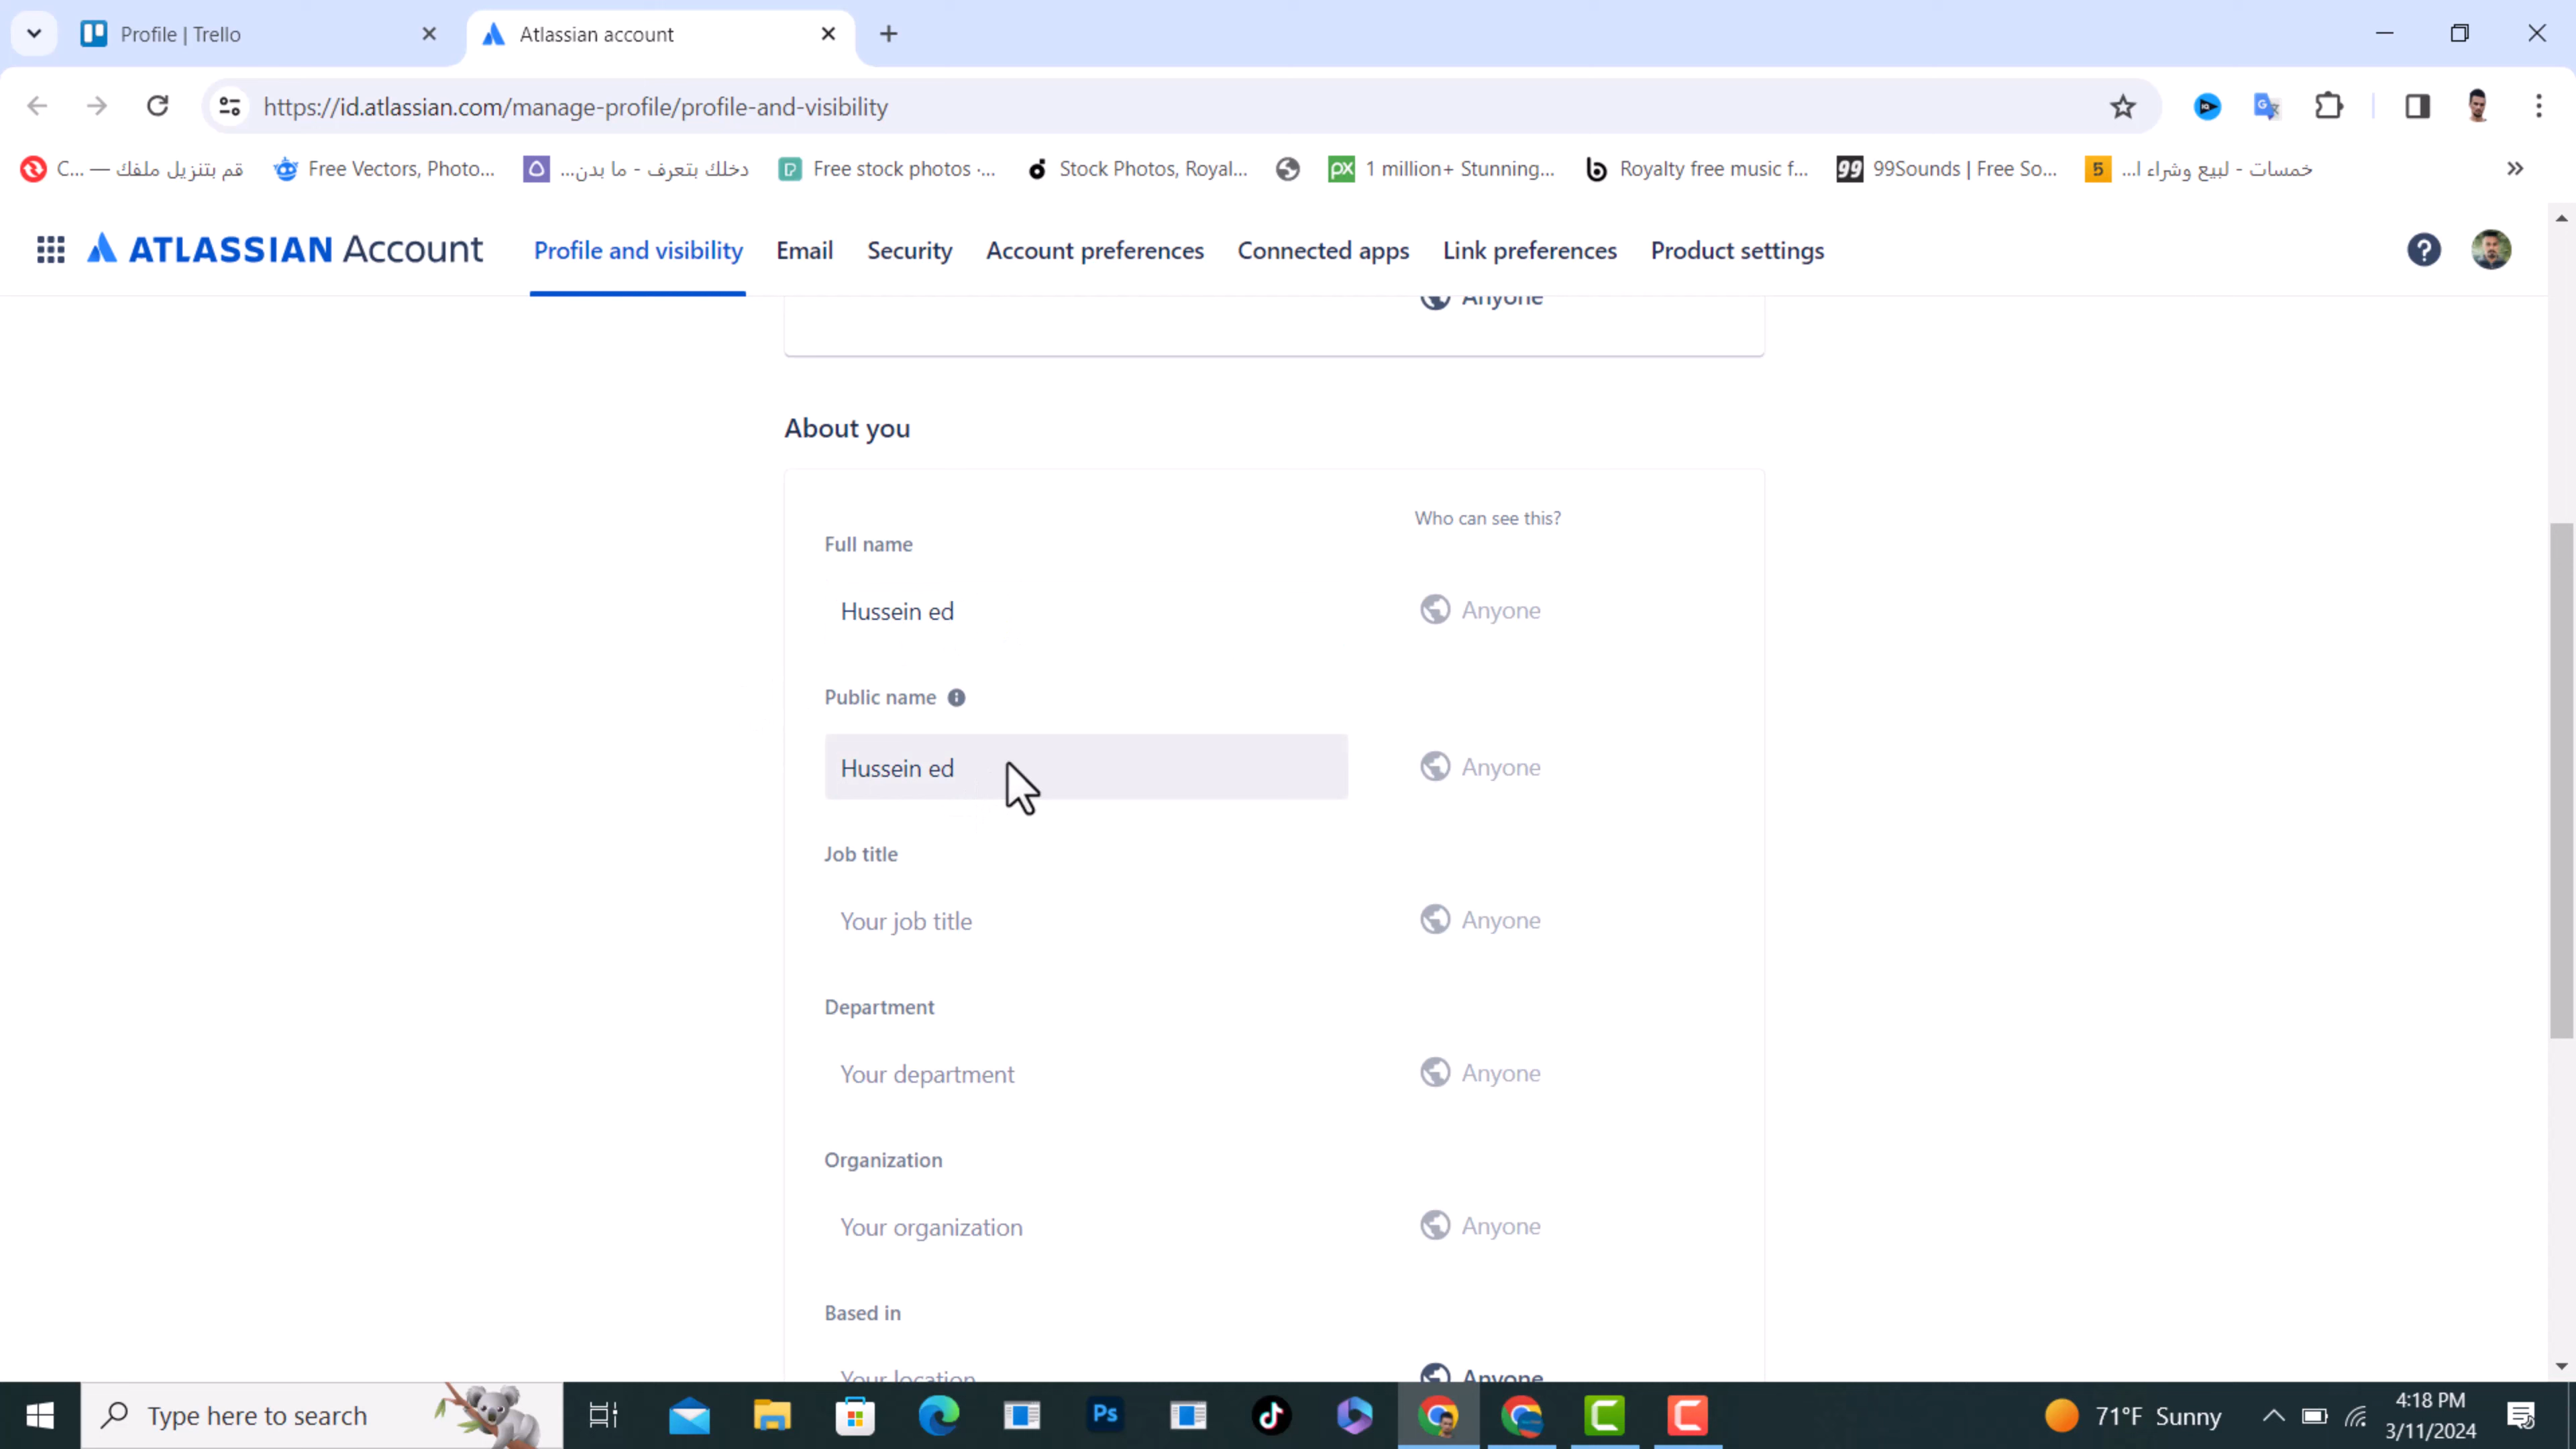 Profile | Trello
Atlassian account
https://id.atlassian.com/manage-profile/profile-and-visibility
C... — قم بتنزيل ملفك
Free Vectors, Photo...
دخلك بتعرف - ما بدن...
Free stock photos ·...
Stock Photos, Royal...
px
1 million+ Stunning...
Royalty free music f...
99
99Sounds | Free So...
5
خمسات - لبيع وشراء ا...
ATLASSIAN Account
Profile and visibility
Email
Security
Account preferences
Connected apps
Link preferences
Product settings
Anyone
About you
Who can see this?
Full name
Hussein ed
Anyone
Public name
Hussein ed
Anyone
Job title
Your job title
Anyone
Department
Your department
Anyone
Organization
Your organization
Anyone
Based in
Your location
Anyone
Type here to search
Ps
71°F Sunny
4:18 PM
3/11/2024